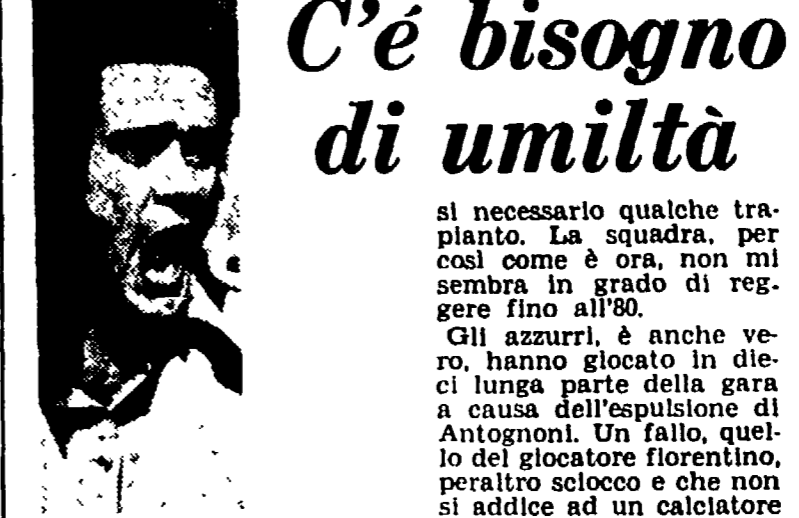 C'é bisogno
di umiltà
si necessario qualche tra-
pianto. La squadra, per
così come è ora, non mi
sembra in grado di reg-
gere fino all'80.
Gli azzurri, è anche ve-
ro, hanno giocato in die-
ci lunga parte della gara
a causa dell'espulsione di
Antognoni. Un fallo, quel-
lo del giocatore fiorentino,
peraltro sciocco e che non
si addice ad un calciatore